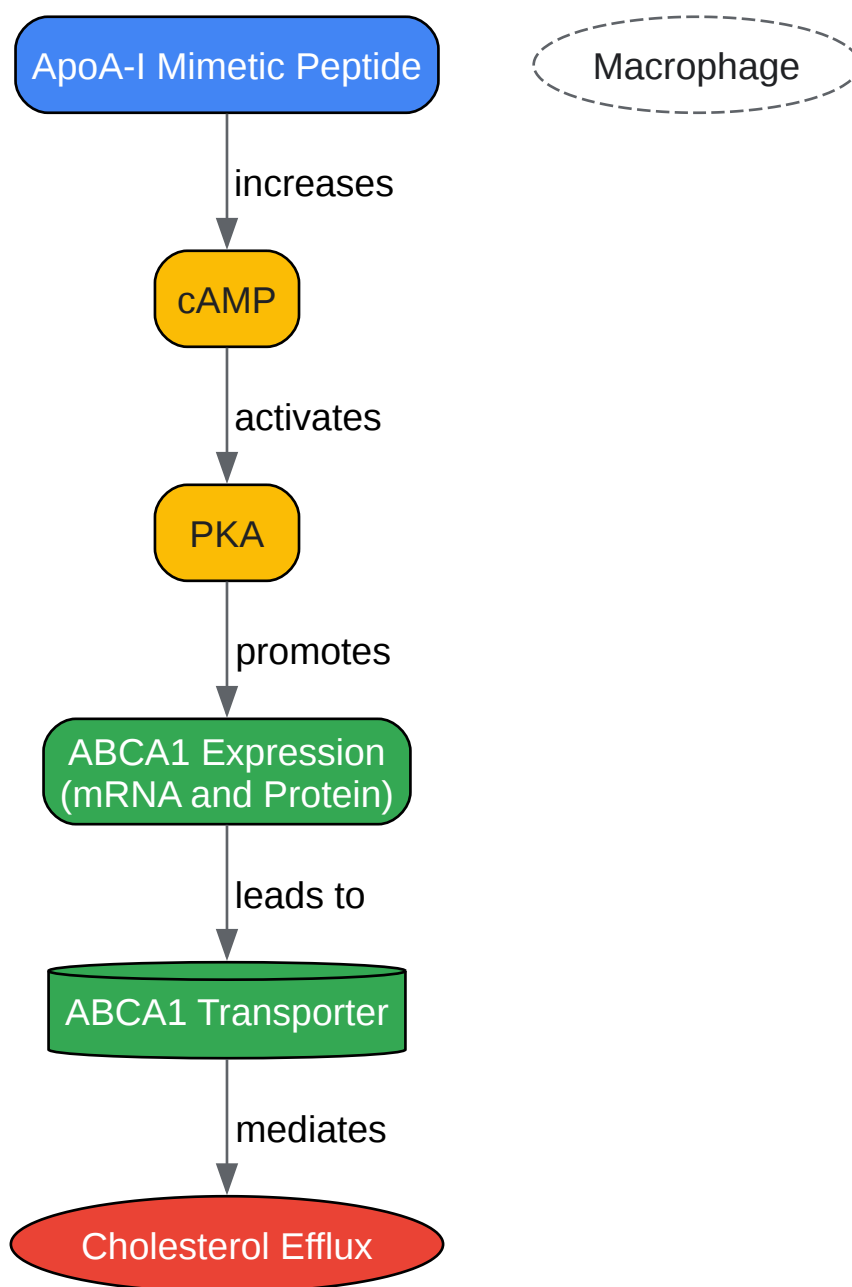 ApoA-I Mimetic Peptide
Macrophage
increases
cAMP
activates
PKA
promotes
ABCA1 Expression
(mRNA and Protein)
leads to
ABCA1 Transporter
mediates
Cholesterol Efflux